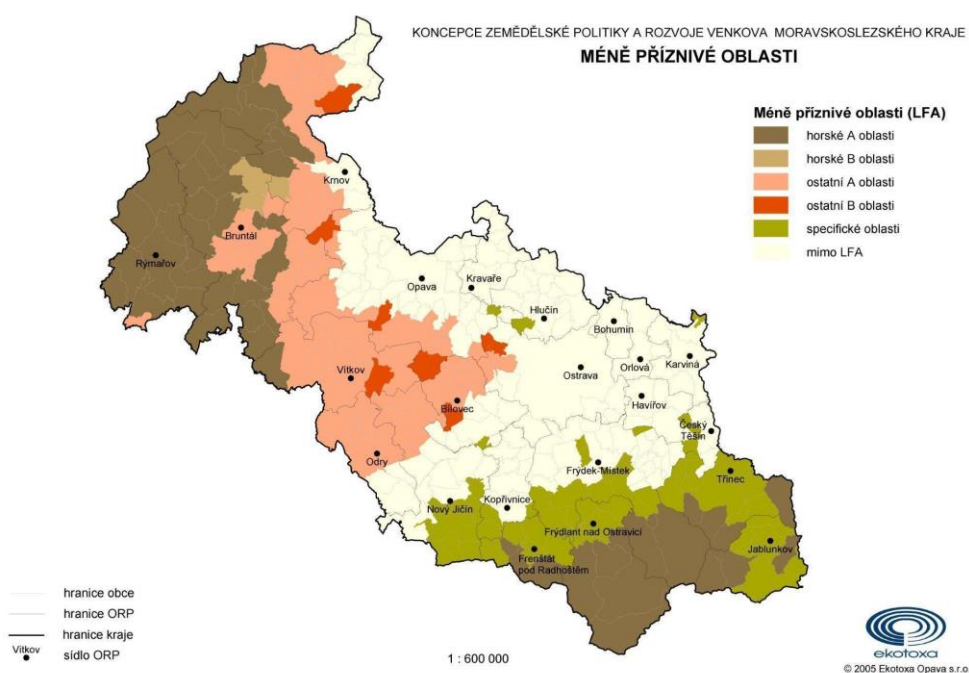 KONCEPCE ZEMĚDĚLSKÉ POLITIKY A ROZVOJE VENKOVA MORAVSKOSLEZSKÉHO KRAJE
MÉNĚ PŘÍZNIVÉ OBLASTI
Méně příznivé oblasti (LFA)
horské A oblasti
horské B oblasti
ostatní A oblasti
ostatní B oblasti
specifické oblasti
mimo LFA
Krnov
Bruntál
Rýmařov
Opava
Kravaře
Hlučín
Bohumín
Vítkov
Ostrava
Orlová
Karviná
Bílovec
Havířov
Český
Těšín
Odry
Frýdek-Místek
Třinec
Nový Jičín
Kopřivnice
Frýdlant nad Ostravicí
Jablunkov
Frenštát
pod Radhoštěm
hranice obce
hranice ORP
hranice kraje
Vítkov
sídlo ORP
1 : 600 000
ekotoxa
© 2005 Ekotoxa Opava s.r.o